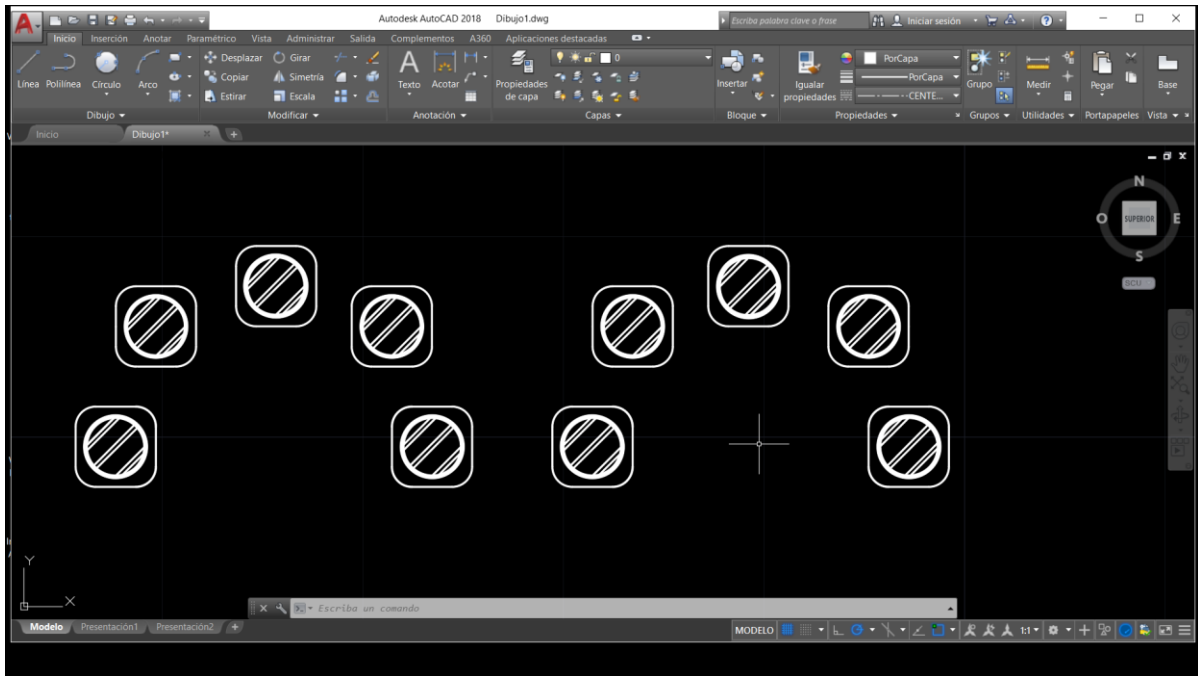 Autodesk AutoCAD 2018 Dibujo1.dwg Escriba palabra clave o frase Iniciar sesión
Inicio Inserción Anotar Paramétrico Vista Administrar Salida Complementos A360 Aplicaciones destacadas
Desplazar Girar 0 PorCapa
Línea Polilínea Círculo Arco Copiar Simetría Texto Acotar Propiedades de capa Insertar Igualar propiedades PorCapa Grupo Medir Pegar Base
Estirar Escala CENTE...
Dibujo Modificar Anotación Capas Bloque Propiedades Grupos Utilidades Portapapeles Vista
Inicio Dibujo1*
N
O SUPERIOR E
S
SCU
Y
X
Escriba un comando
Modelo Presentación1 Presentación2 + MODELO 1:1